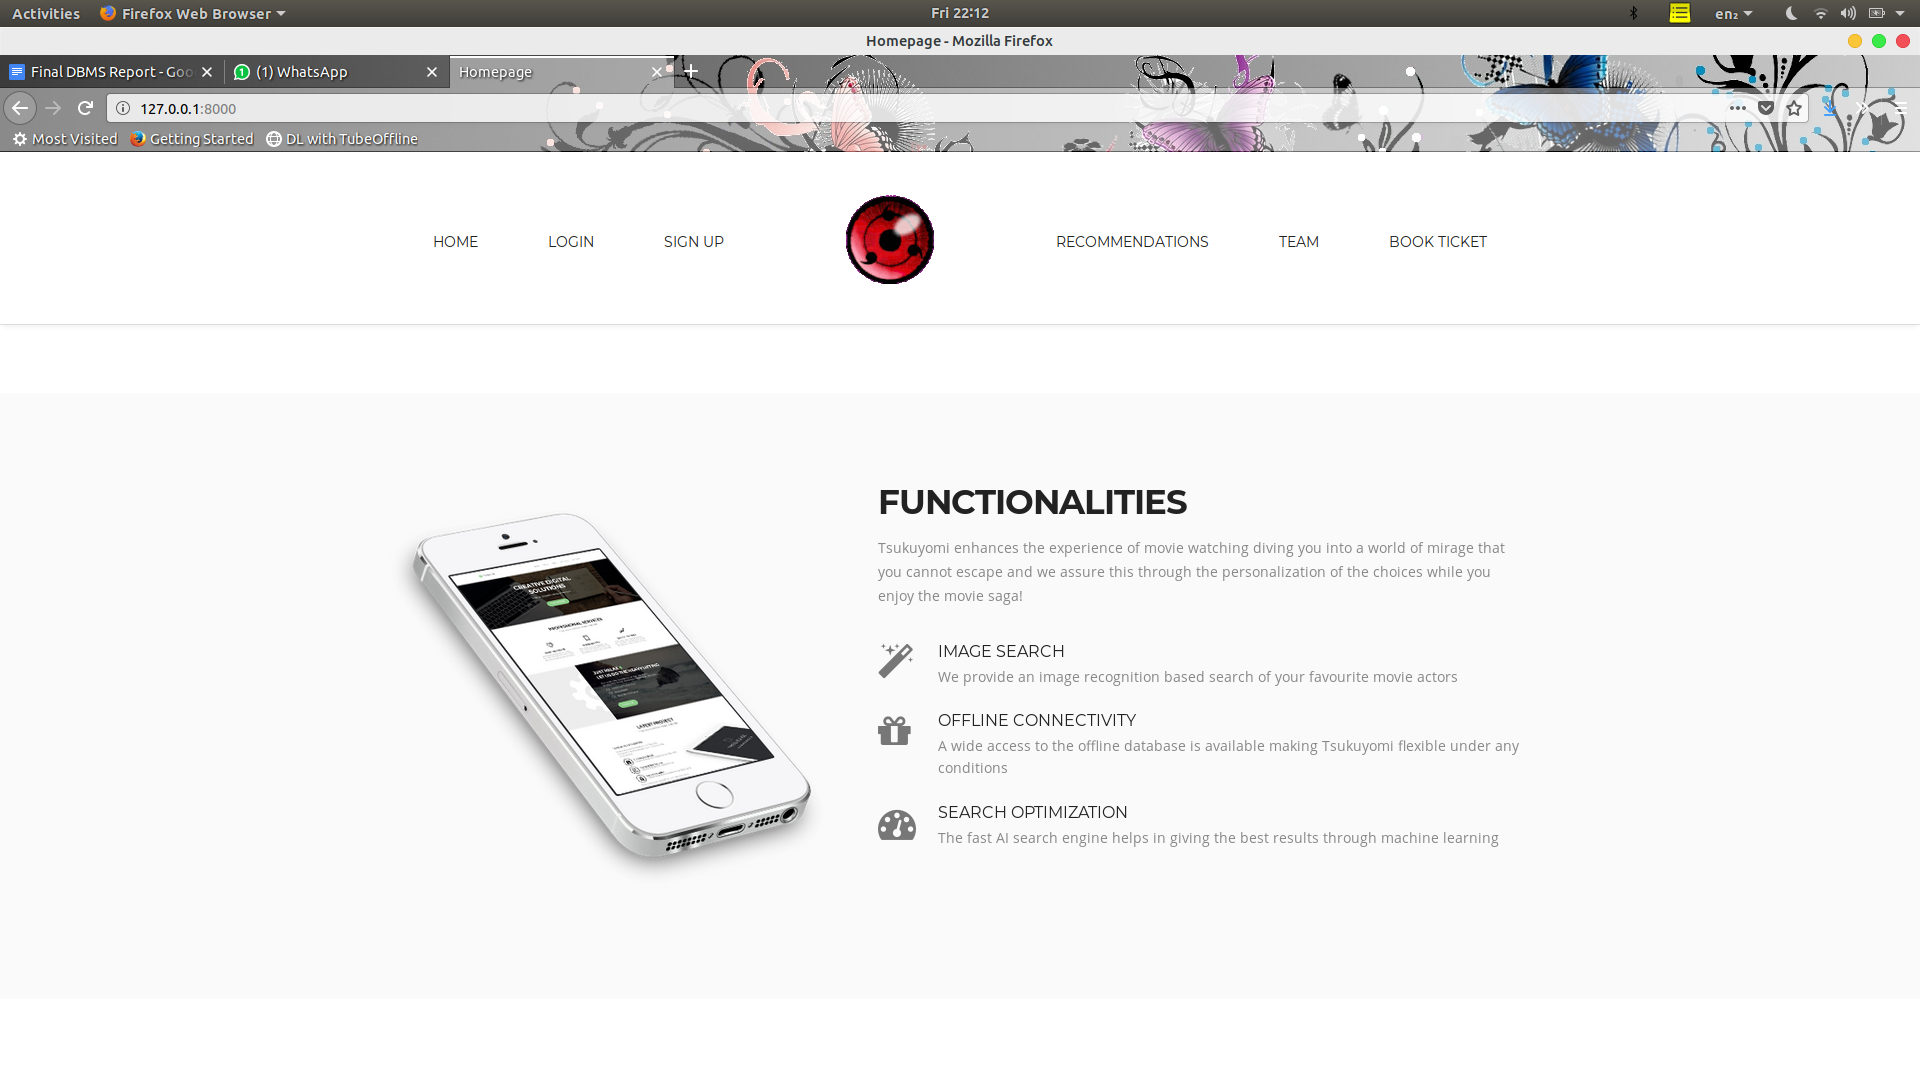 Activities
Firefox Web Browser
Fri 22:12
en₂
Homepage - Mozilla Firefox
Final DBMS Report - Goo
(1) WhatsApp
Homepage
127.0.0.1:8000
Most Visited
Getting Started
DL with TubeOffline
HOME
LOGIN
SIGN UP
RECOMMENDATIONS
TEAM
BOOK TICKET
FUNCTIONALITIES
Tsukuyomi enhances the experience of movie watching diving you into a world of mirage that
you cannot escape and we assure this through the personalization of the choices while you
enjoy the movie saga!
IMAGE SEARCH
We provide an image recognition based search of your favourite movie actors
OFFLINE CONNECTIVITY
A wide access to the offline database is available making Tsukuyomi flexible under any
conditions
SEARCH OPTIMIZATION
The fast AI search engine helps in giving the best results through machine learning
CREATIVE DIGITAL
SOLUTIONS
PROFESSIONAL SERVICES
LATEST PROJECT